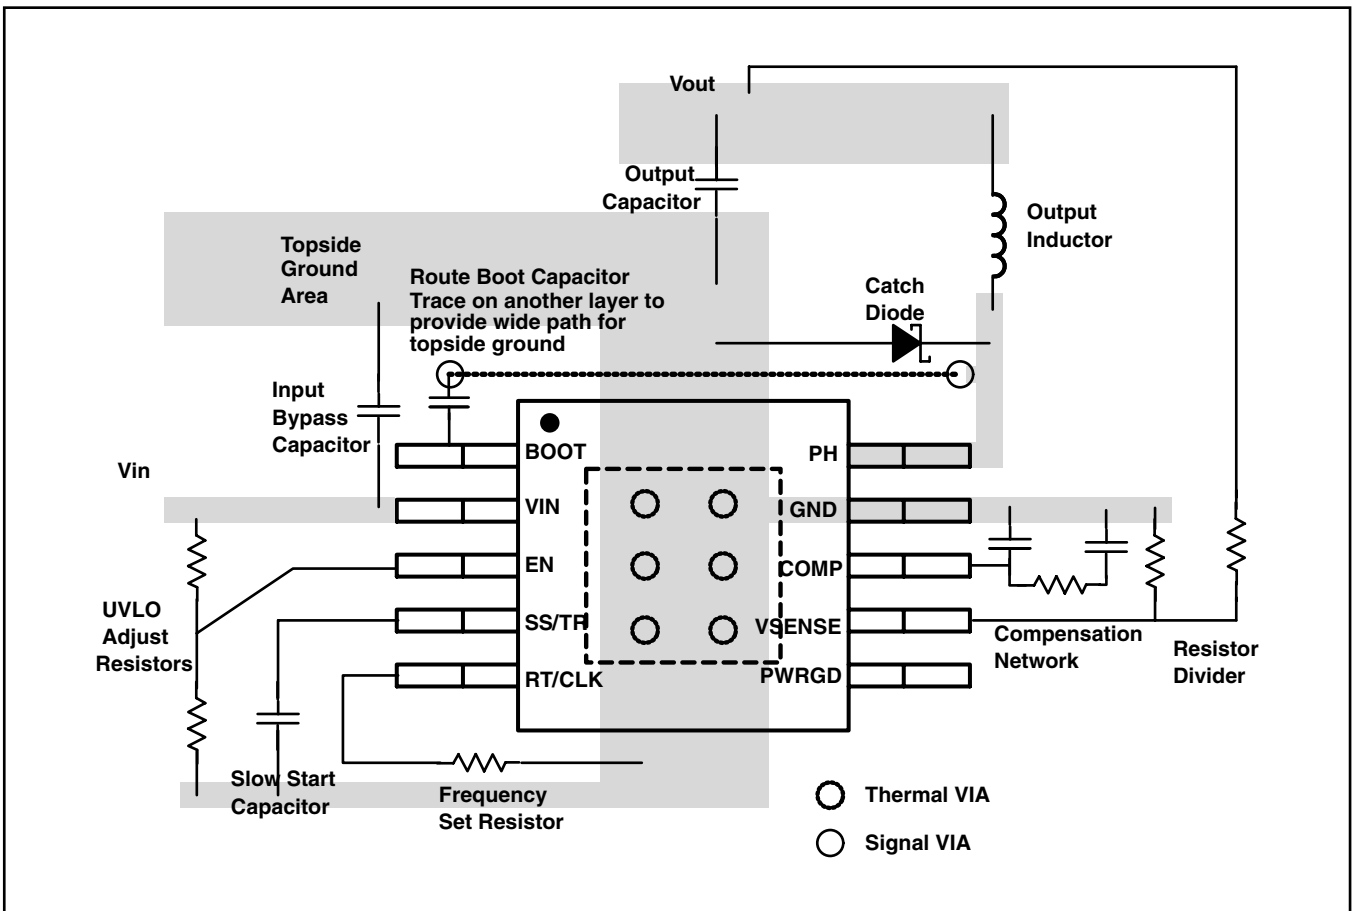 Vout
Output
Capacitor
Output
Inductor
Topside
Ground
Area
Route Boot Capacitor
Trace on another layer to
provide wide path for
topside ground
Catch
Diode
Input
Bypass
Capacitor
Vin
BOOT
VIN
EN
SS/TR
RT/CLK
PH
GND
COMP
VSENSE
PWRGD
UVLO
Adjust
Resistors
Compensation
Network
Resistor
Divider
Slow Start
Capacitor
Frequency
Set Resistor
Thermal VIA
Signal VIA